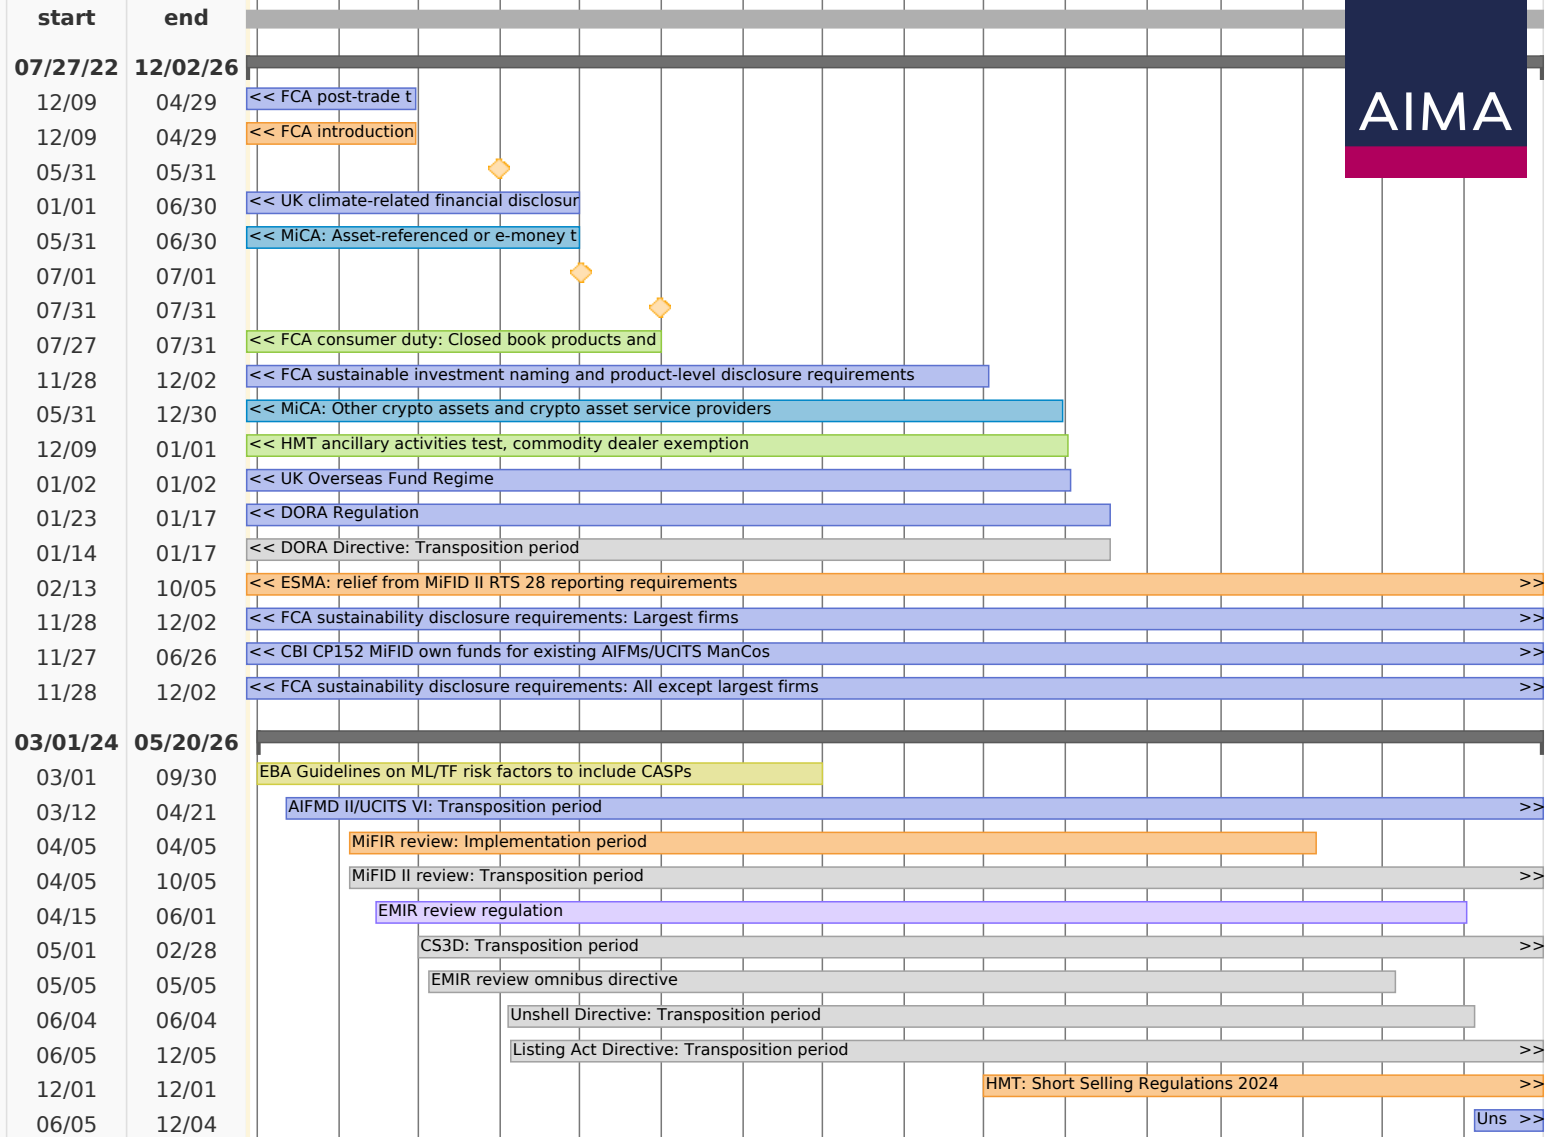 start end
AIMA
07/27/22 12/02/26
12/09 04/29 << FCA post-trade t
12/09 04/29 << FCA introduction
05/31 05/31
01/01 06/30 << UK climate-related financial disclosur
05/31 06/30 << MiCA: Asset-referenced or e-money t
07/01 07/01
07/31 07/31
07/27 07/31 << FCA consumer duty: Closed book products and
11/28 12/02 << FCA sustainable investment naming and product-level disclosure requirements
05/31 12/30 << MiCA: Other crypto assets and crypto asset service providers
12/09 01/01 << HMT ancillary activities test, commodity dealer exemption
01/02 01/02 << UK Overseas Fund Regime
01/23 01/17 << DORA Regulation
01/14 01/17 << DORA Directive: Transposition period
02/13 10/05 << ESMA: relief from MiFID II RTS 28 reporting requirements >>
11/28 12/02 << FCA sustainability disclosure requirements: Largest firms >>
11/27 06/26 << CBI CP152 MiFID own funds for existing AIFMs/UCITS ManCos >>
11/28 12/02 << FCA sustainability disclosure requirements: All except largest firms >>
03/01/24 05/20/26
03/01 09/30 EBA Guidelines on ML/TF risk factors to include CASPs
03/12 04/21 AIFMD II/UCITS VI: Transposition period >>
04/05 04/05 MiFIR review: Implementation period
04/05 10/05 MiFID II review: Transposition period >>
04/15 06/01 EMIR review regulation
05/01 02/28 CS3D: Transposition period >>
05/05 05/05 EMIR review omnibus directive
06/04 06/04 Unshell Directive: Transposition period
06/05 12/05 Listing Act Directive: Transposition period >>
12/01 12/01 HMT: Short Selling Regulations 2024 >>
06/05 12/04 Uns >>